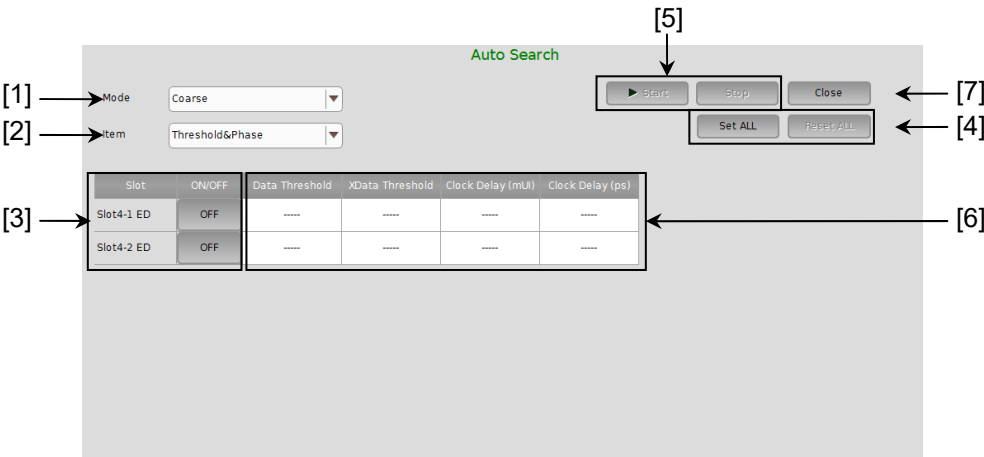 [5]
Auto Search
[1] Mode Coarse Start Stop Close [7]
[2] Item Threshold&Phase Set ALL Reset ALL [4]
Slot ON/OFF Data Threshold XData Threshold Clock Delay (mUI) Clock Delay (ps)
[3] Slot4-1 ED OFF ----- ----- ----- ----- [6]
Slot4-2 ED OFF ----- ----- ----- -----